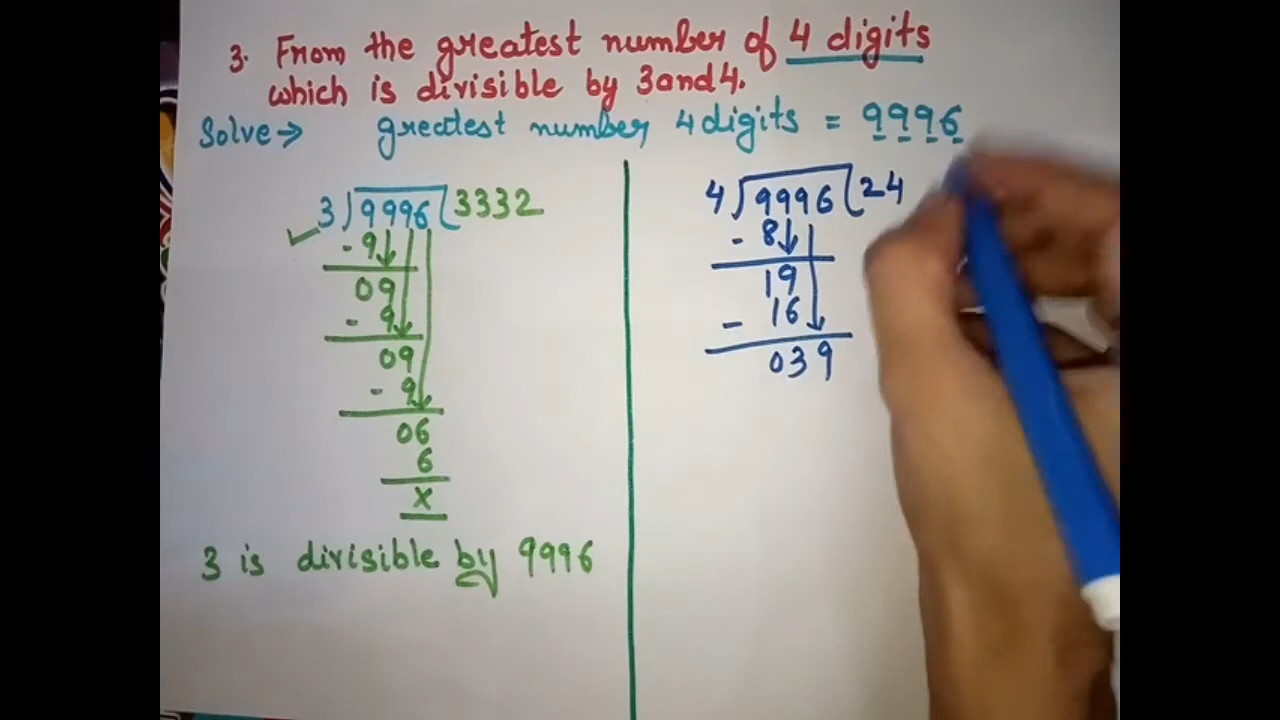 3. From the greatest number of 4 digits
which is divisible by 3 and 4.
Solve → greatest number 4 digits = 9996
3 ) 9996 ( 3332
- 9
09
- 9
09
- 9
06
6
x
3 is divisible by 9996
4 ) 9996 ( 24
- 8
19
- 16
039